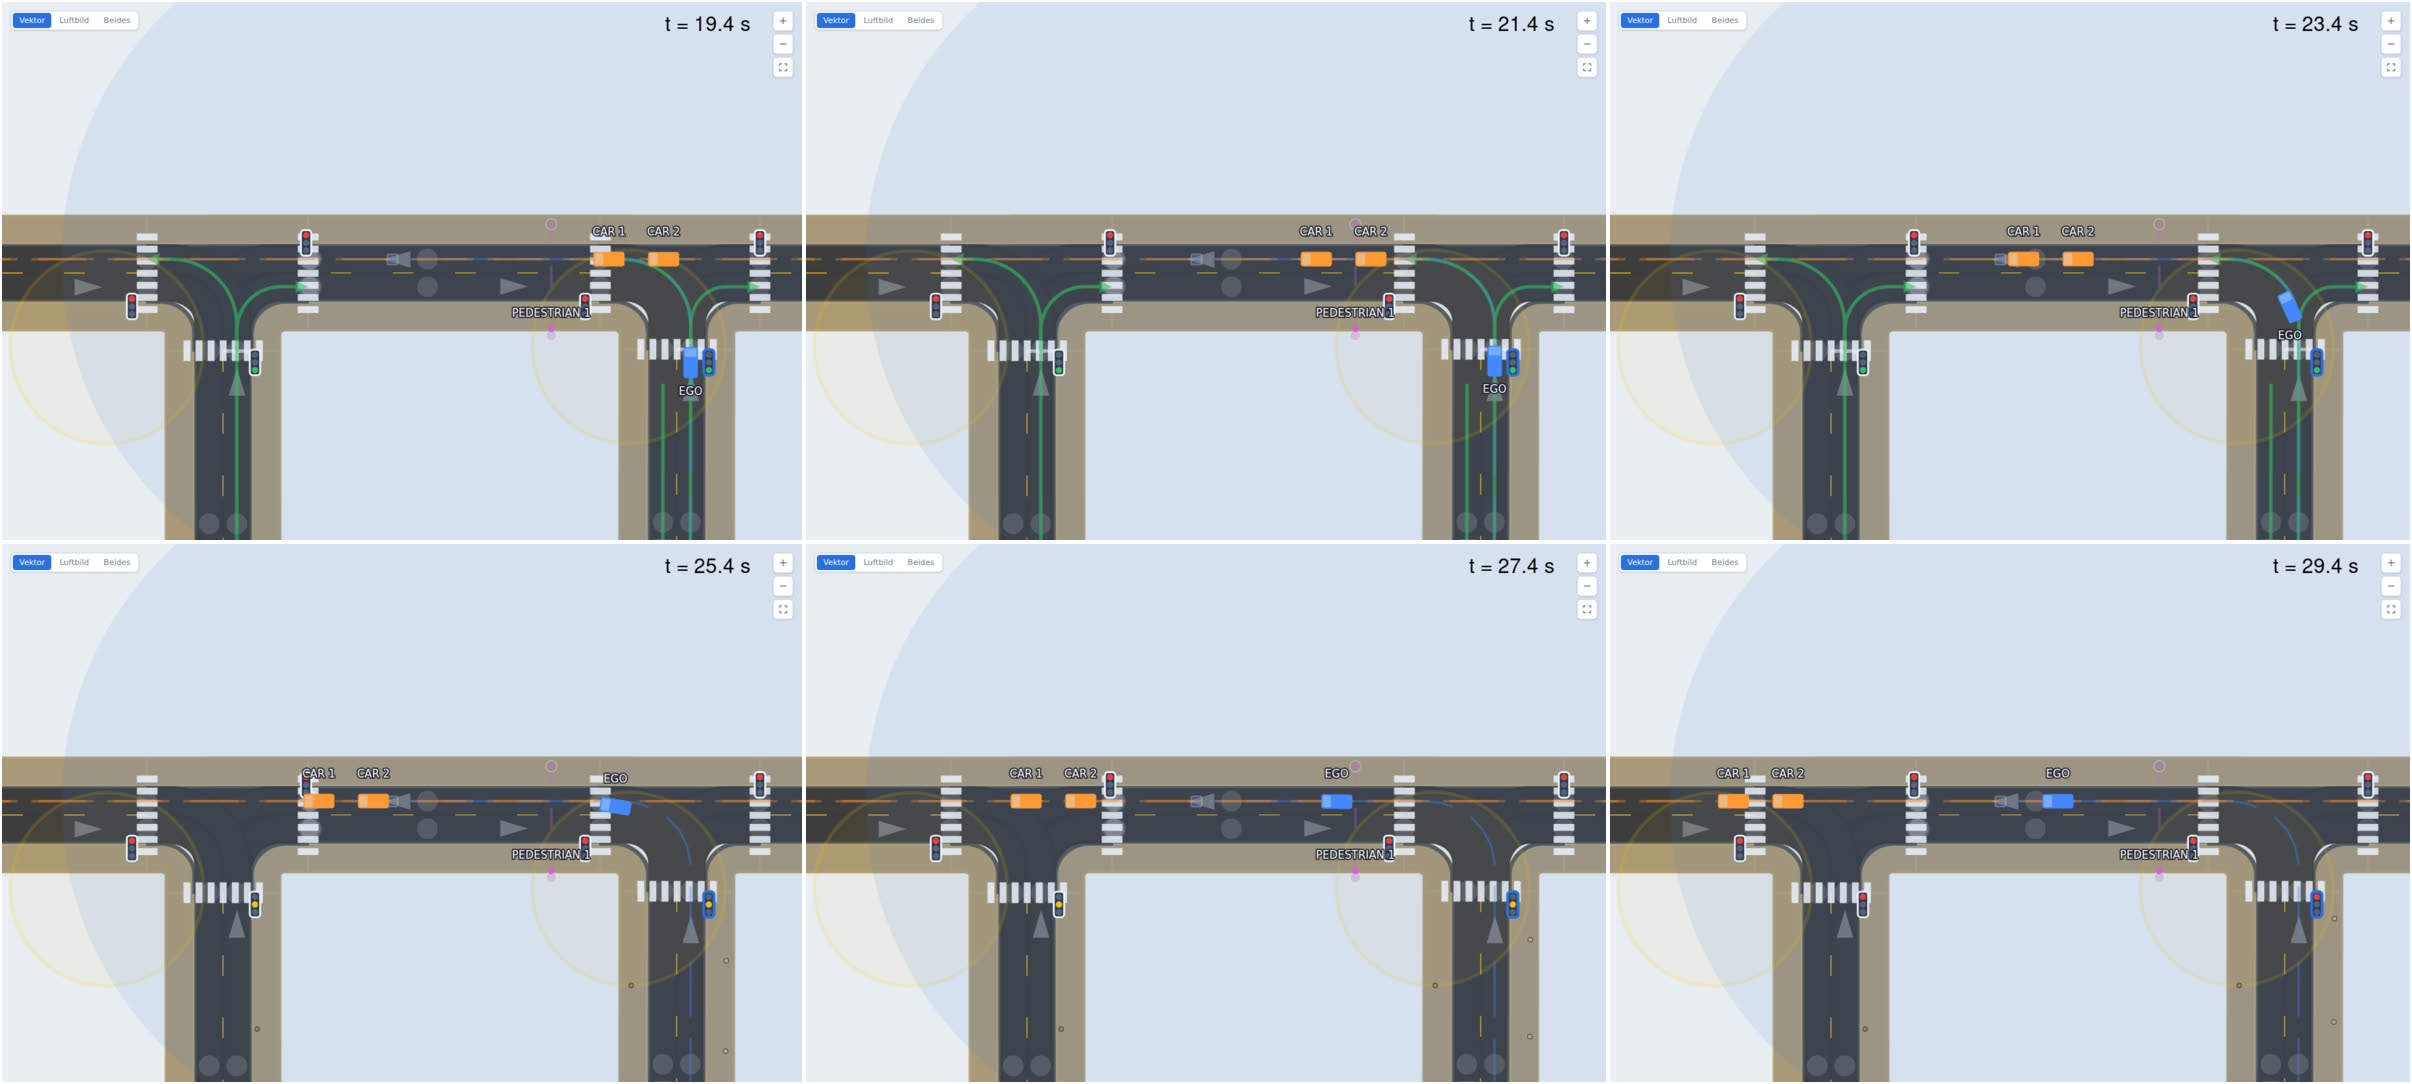 Vektor Luftbild Beides
t = 19.4 s
+
−
CAR 1 CAR 2
PEDESTRIAN 1
EGO
Vektor Luftbild Beides
t = 21.4 s
+
−
CAR 1 CAR 2
PEDESTRIAN 1
EGO
Vektor Luftbild Beides
t = 23.4 s
+
−
CAR 1 CAR 2
PEDESTRIAN 1
EGO
Vektor Luftbild Beides
t = 25.4 s
+
−
CAR 1 CAR 2
EGO
PEDESTRIAN 1
Vektor Luftbild Beides
t = 27.4 s
+
−
CAR 1 CAR 2
EGO
PEDESTRIAN 1
Vektor Luftbild Beides
t = 29.4 s
+
−
CAR 1 CAR 2
EGO
PEDESTRIAN 1